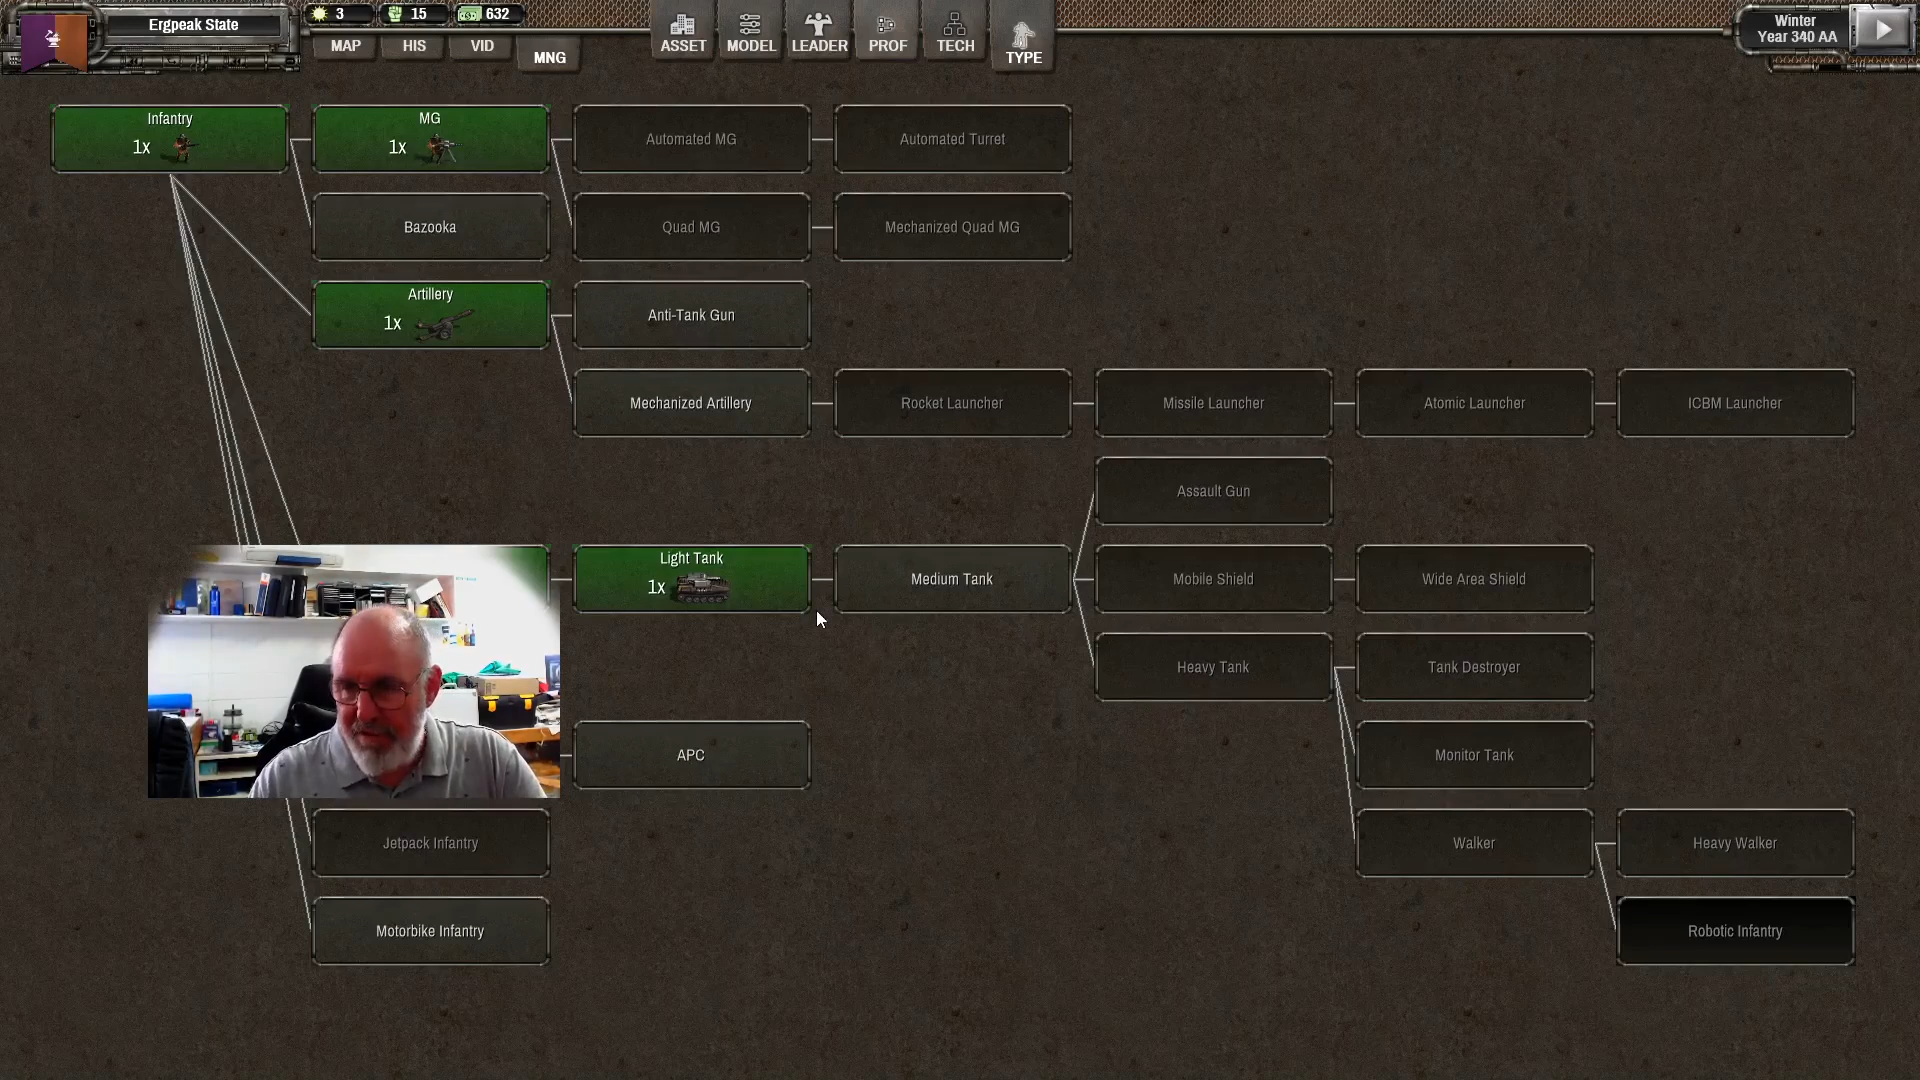 Ergpeak State
3
15
632
MAP
HIS
VID
MNG
ASSET
MODEL
LEADER
PROF
TECH
TYPE
Winter
Year 340 AA
Infantry
1x
MG
1x
Automated MG
Automated Turret
Bazooka
Quad MG
Mechanized Quad MG
Artillery
1x
Anti-Tank Gun
Mechanized Artillery
Rocket Launcher
Missile Launcher
Atomic Launcher
ICBM Launcher
Assault Gun
Light Tank
1x
Medium Tank
Mobile Shield
Wide Area Shield
Heavy Tank
Tank Destroyer
APC
Monitor Tank
Jetpack Infantry
Walker
Heavy Walker
Motorbike Infantry
Robotic Infantry